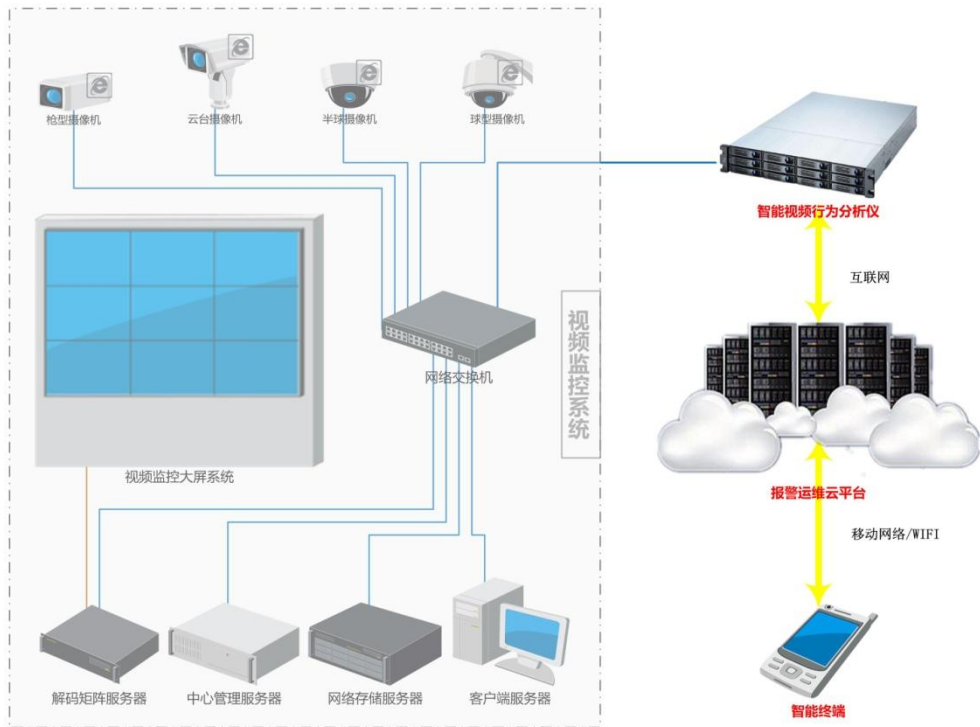 枪型摄像机
云台摄像机
半球摄像机
球型摄像机
智能视频行为分析仪
互联网
网络交换机
视频监控系统
视频监控大屏系统
报警运维云平台
移动网络/WIFI
解码矩阵服务器
中心管理服务器
网络存储服务器
客户端服务器
智能终端